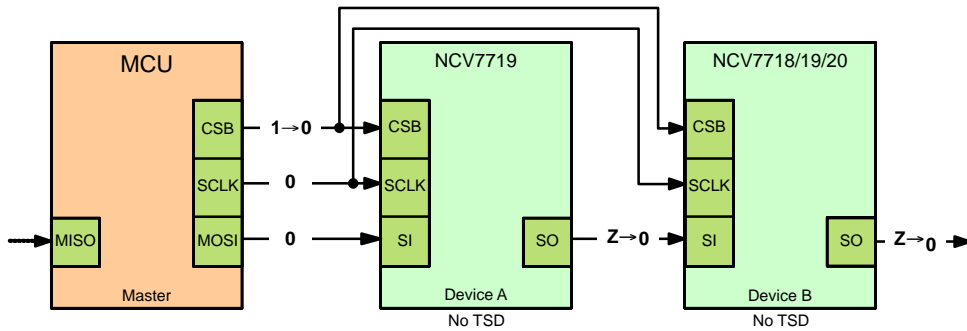 MCU
NCV7719
NCV7718/19/20
CSB
1→0
CSB
CSB
SCLK
0
SCLK
SCLK
MISO
MOSI
0
SI
SO
Z→0
SI
SO
Z→0
Master
Device A
Device B
No TSD
No TSD